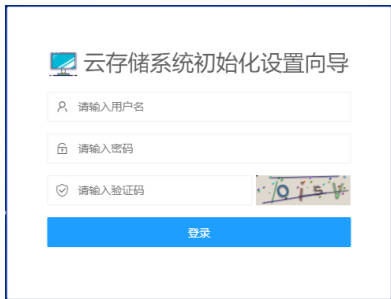 云存储系统初始化设置向导
请输入用户名
请输入密码
请输入验证码
登录